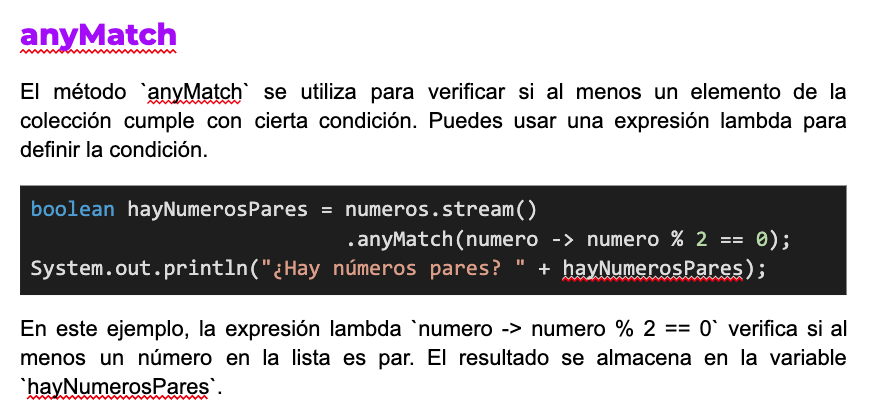 anyMatch
El método `anyMatch` se utiliza para verificar si al menos un elemento de la
colección cumple con cierta condición. Puedes usar una expresión lambda para
definir la condición.
boolean hayNumerosPares = numeros.stream()
.anyMatch(numero -> numero % 2 == 0);
System.out.println("¿Hay números pares? " + hayNumerosPares);
En este ejemplo, la expresión lambda `numero -> numero % 2 == 0` verifica si al
menos un número en la lista es par. El resultado se almacena en la variable
`hayNumerosPares`.